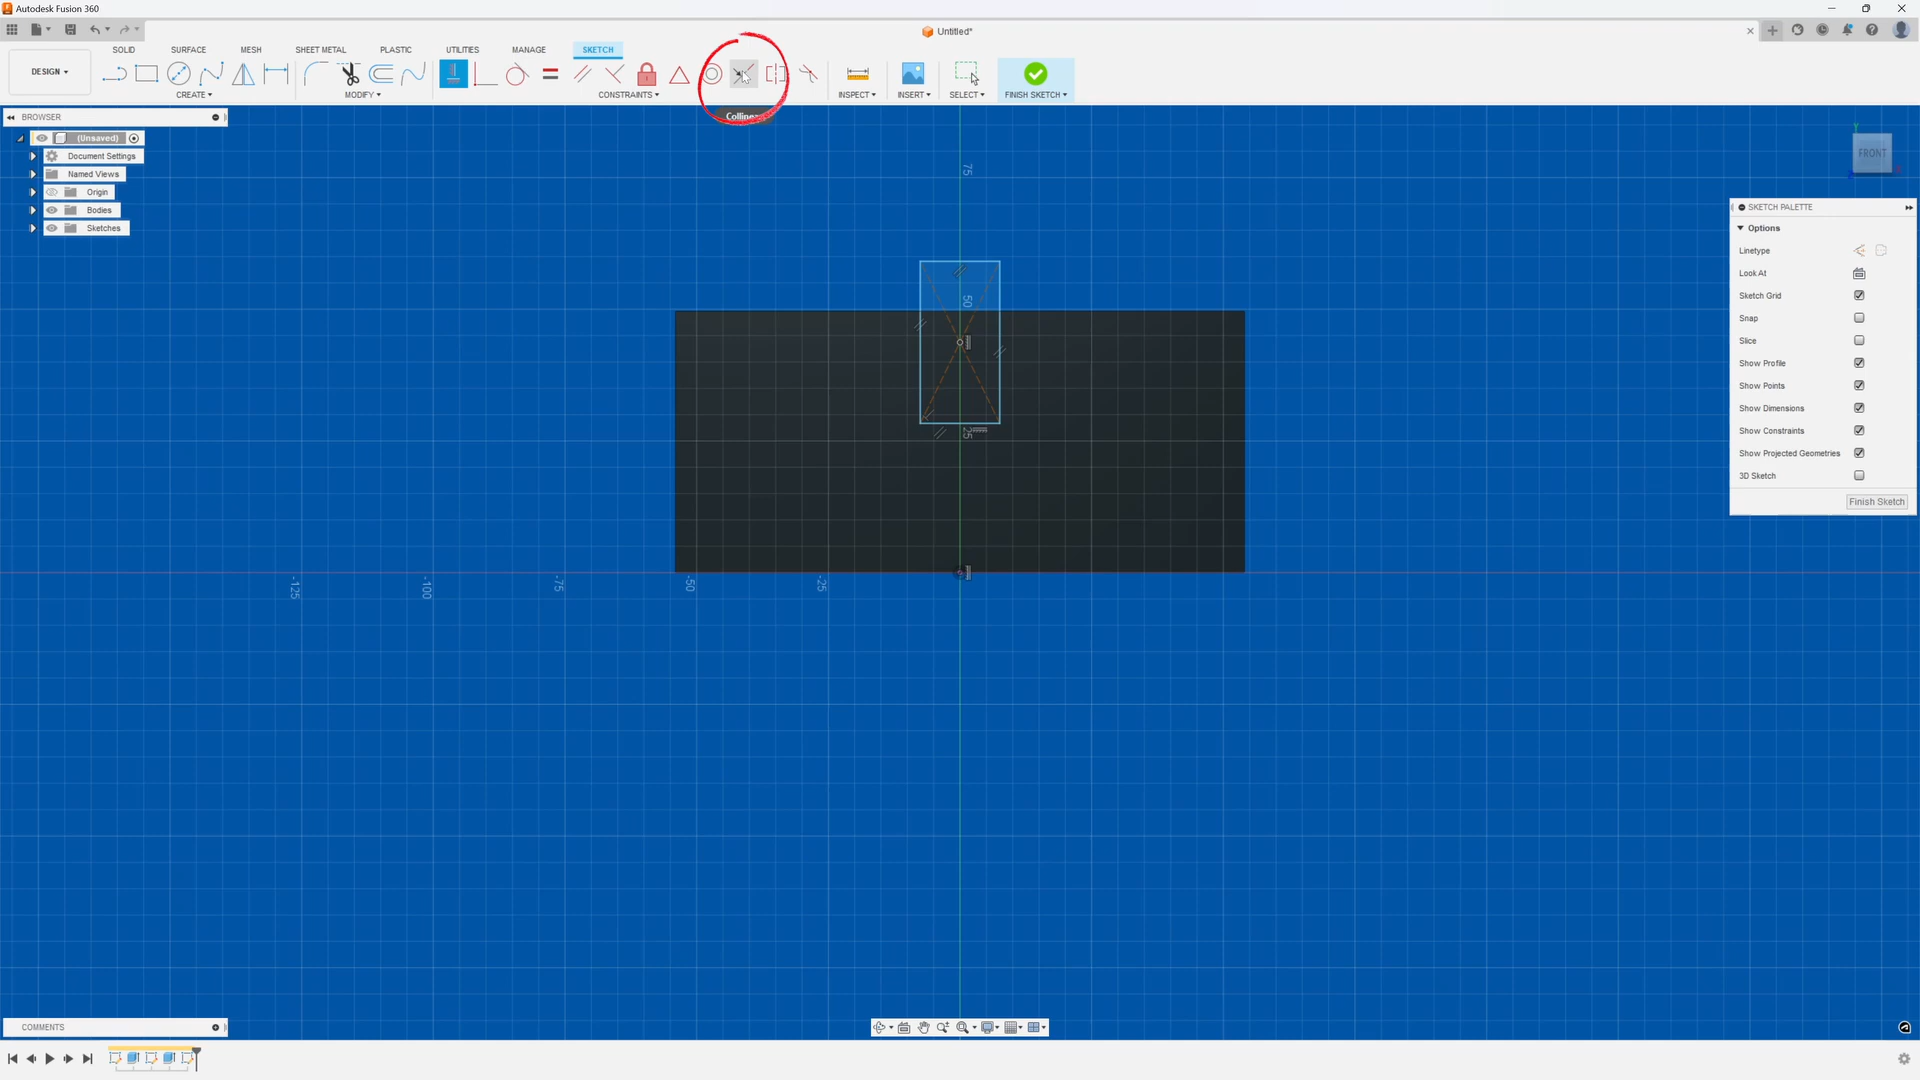 Autodesk Fusion 360
Untitled*
SOLID
SURFACE
MESH
SHEET METAL
PLASTIC
UTILITIES
MANAGE
SKETCH
DESIGN
CREATE
MODIFY
CONSTRAINTS
INSPECT
INSERT
SELECT
FINISH SKETCH
BROWSER
(Unsaved)
Document Settings
Named Views
Origin
Bodies
Sketches
FRONT
75
50
25
-125
-100
-75
-50
-25
SKETCH PALETTE
Options
Linetype
Look At
Sketch Grid
Snap
Slice
Show Profile
Show Points
Show Dimensions
Show Constraints
Show Projected Geometries
3D Sketch
Finish Sketch
COMMENTS